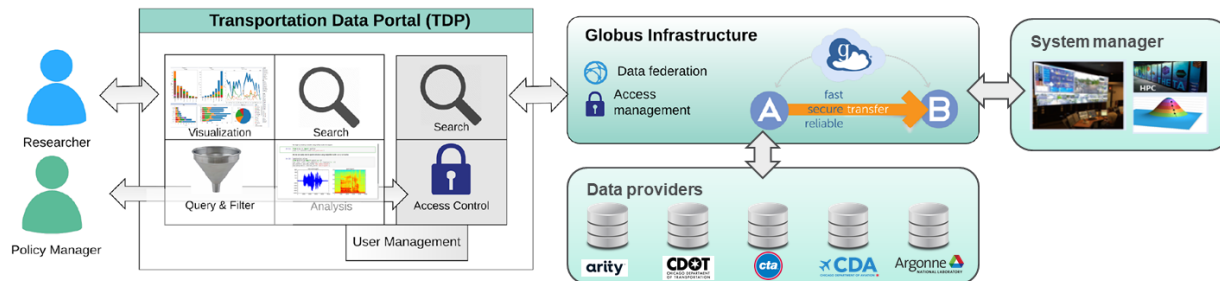 Transportation Data Portal (TDP)
Researcher
Policy Manager
Visualization
Search
Search
Query & Filter
Analysis
Access Control
User Management
Globus Infrastructure
Data federation
Access
management
g
A
B
fast
secure transfer
reliable
System manager
HPC
Data providers
arity
CDOT
CHICAGO DEPARTMENT
OF TRANSPORTATION
cta
CDA
CHICAGO DEPARTMENT OF AVIATION
Argonne
NATIONAL LABORATORY